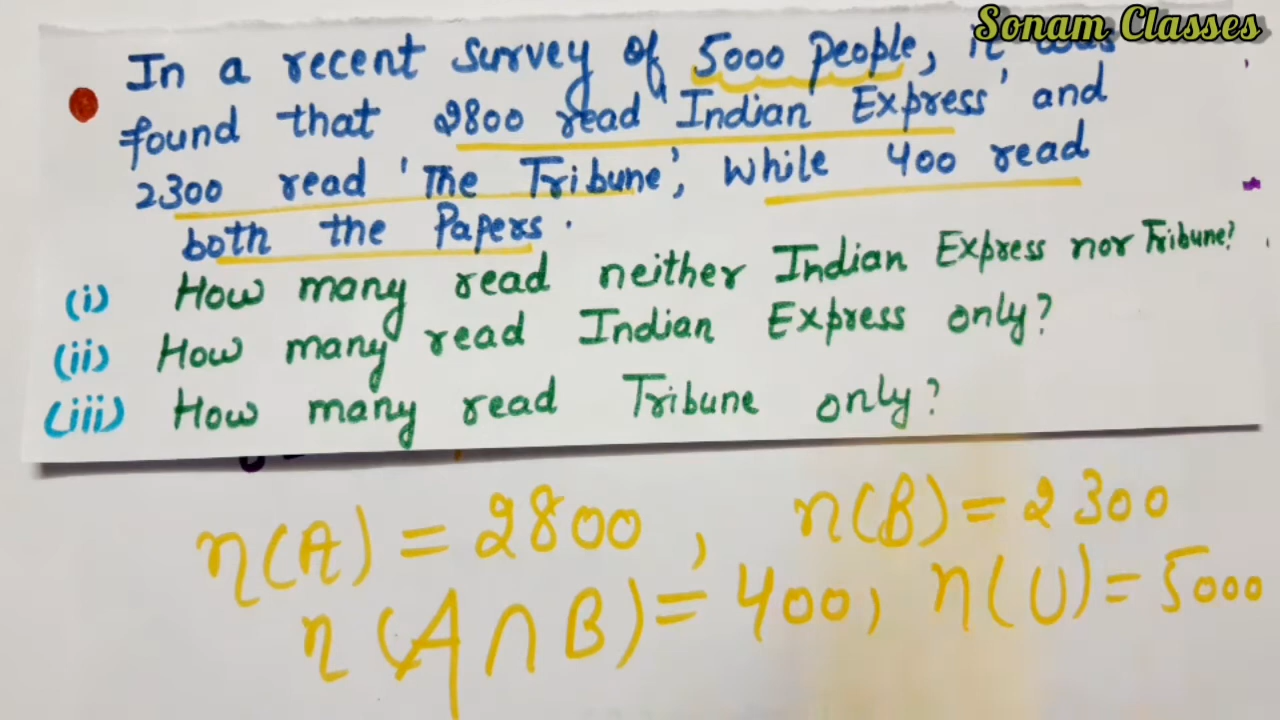 Sonam Classes
In a recent survey of 5000 people, it was
found that 2800 read 'Indian Express' and
2300 read 'The Tribune', While 400 read
both the Papers.
(i) How many read neither Indian Express nor Tribune?
(ii) How many read Indian Express only?
(iii) How many read Tribune only?
n(A) = 2800, n(B) = 2300
n(A∩B) = 400, n(U) = 5000